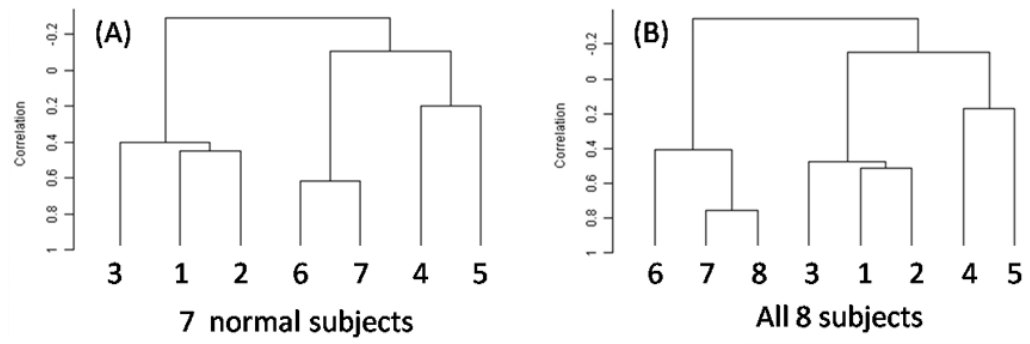 (A)
Correlation
-0.2
0
0.2
0.4
0.6
0.8
1
3 1 2 6 7 4 5
7 normal subjects
(B)
Correlation
-0.2
0
0.2
0.4
0.6
0.8
1
6 7 8 3 1 2 4 5
All 8 subjects